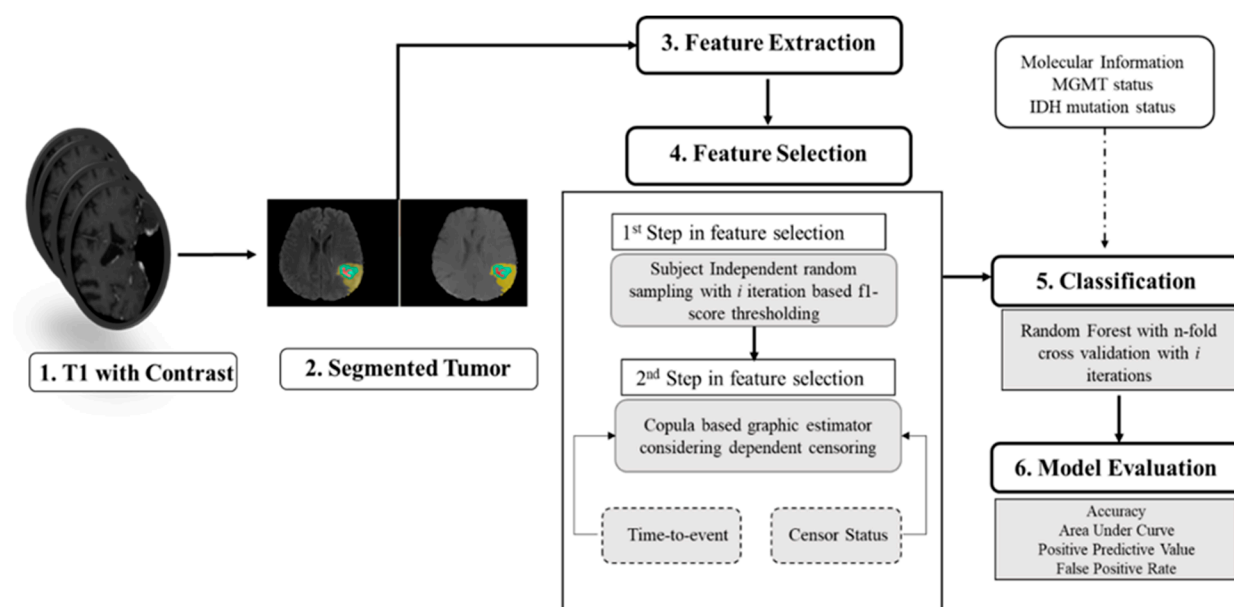 1. T1 with Contrast
2. Segmented Tumor
3. Feature Extraction
4. Feature Selection
1st Step in feature selection
Subject Independent random
sampling with i iteration based f1-
score thresholding
2nd Step in feature selection
Copula based graphic estimator
considering dependent censoring
Time-to-event
Censor Status
Molecular Information
MGMT status
IDH mutation status
5. Classification
Random Forest with n-fold
cross validation with i
iterations
6. Model Evaluation
Accuracy
Area Under Curve
Positive Predictive Value
False Positive Rate